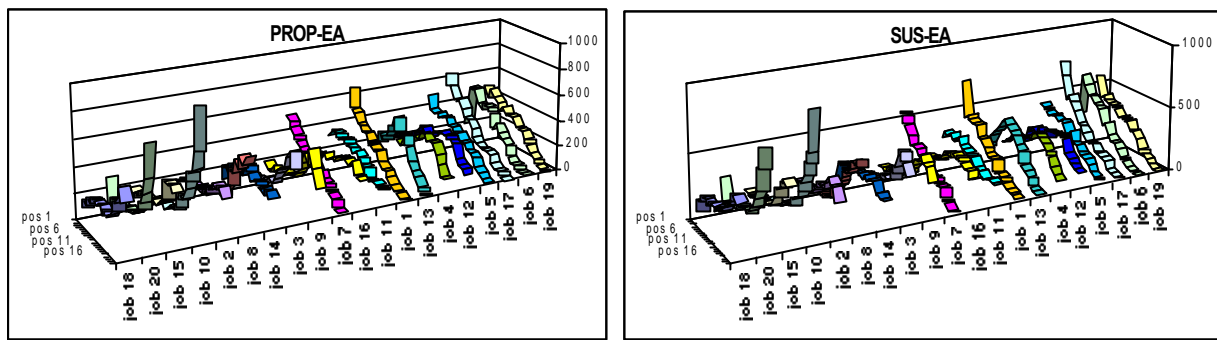 PROP-EA
1000
800
600
400
200
0
pos 1
pos 6
pos 11
pos 16
job 18
job 20
job 15
job 10
job 2
job 8
job 14
job 3
job 9
job 7
job 16
job 11
job 1
job 13
job 4
job 12
job 5
job 17
job 6
job 19
SUS-EA
1000
500
0
pos 1
pos 6
pos 11
pos 16
job 18
job 20
job 15
job 10
job 2
job 8
job 14
job 3
job 9
job 7
job 16
job 11
job 1
job 13
job 4
job 12
job 5
job 17
job 6
job 19